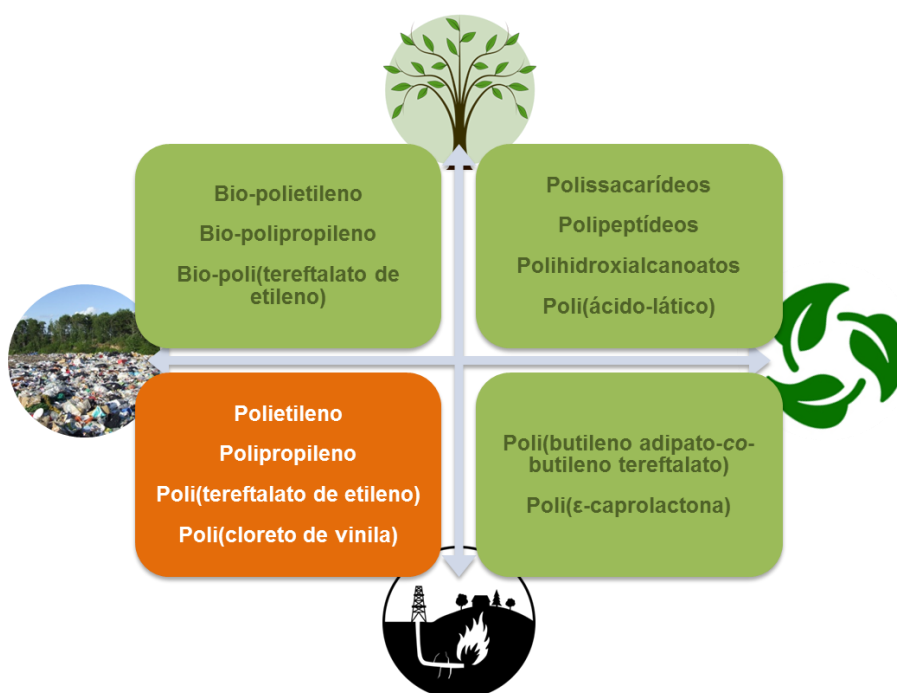 Bio-polietileno
Bio-polipropileno
Bio-poli(tereftalato de
etileno)
Polissacarídeos
Polipeptídeos
Polihidroxialcanoatos
Poli(ácido-lático)
Polietileno
Polipropileno
Poli(tereftalato de etileno)
Poli(cloreto de vinila)
Poli(butileno adipato-co-
butileno tereftalato)
Poli(ε-caprolactona)